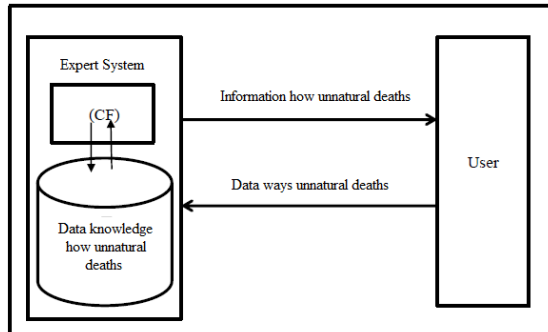 Expert System
(CF)
Information how unnatural deaths
User
Data ways unnatural deaths
Data knowledge
how unnatural
deaths